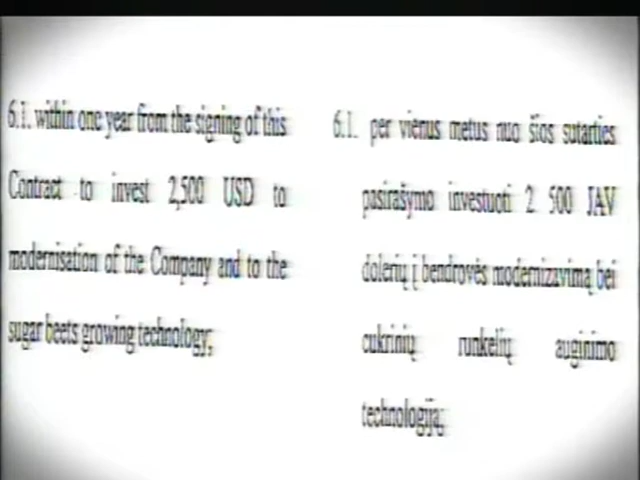 6.1. within one year from the signing of this
Contract to invest 2,500 USD to
modernisation of the Company and to the
sugar beets growing technology;
6.1. per vienus metus nuo šios sutarties
pasirašymo investuoti 2 500 JAV
dolerių į bendrovės modernizavimą bei
cukrinių runkelių auginimo
technologiją;